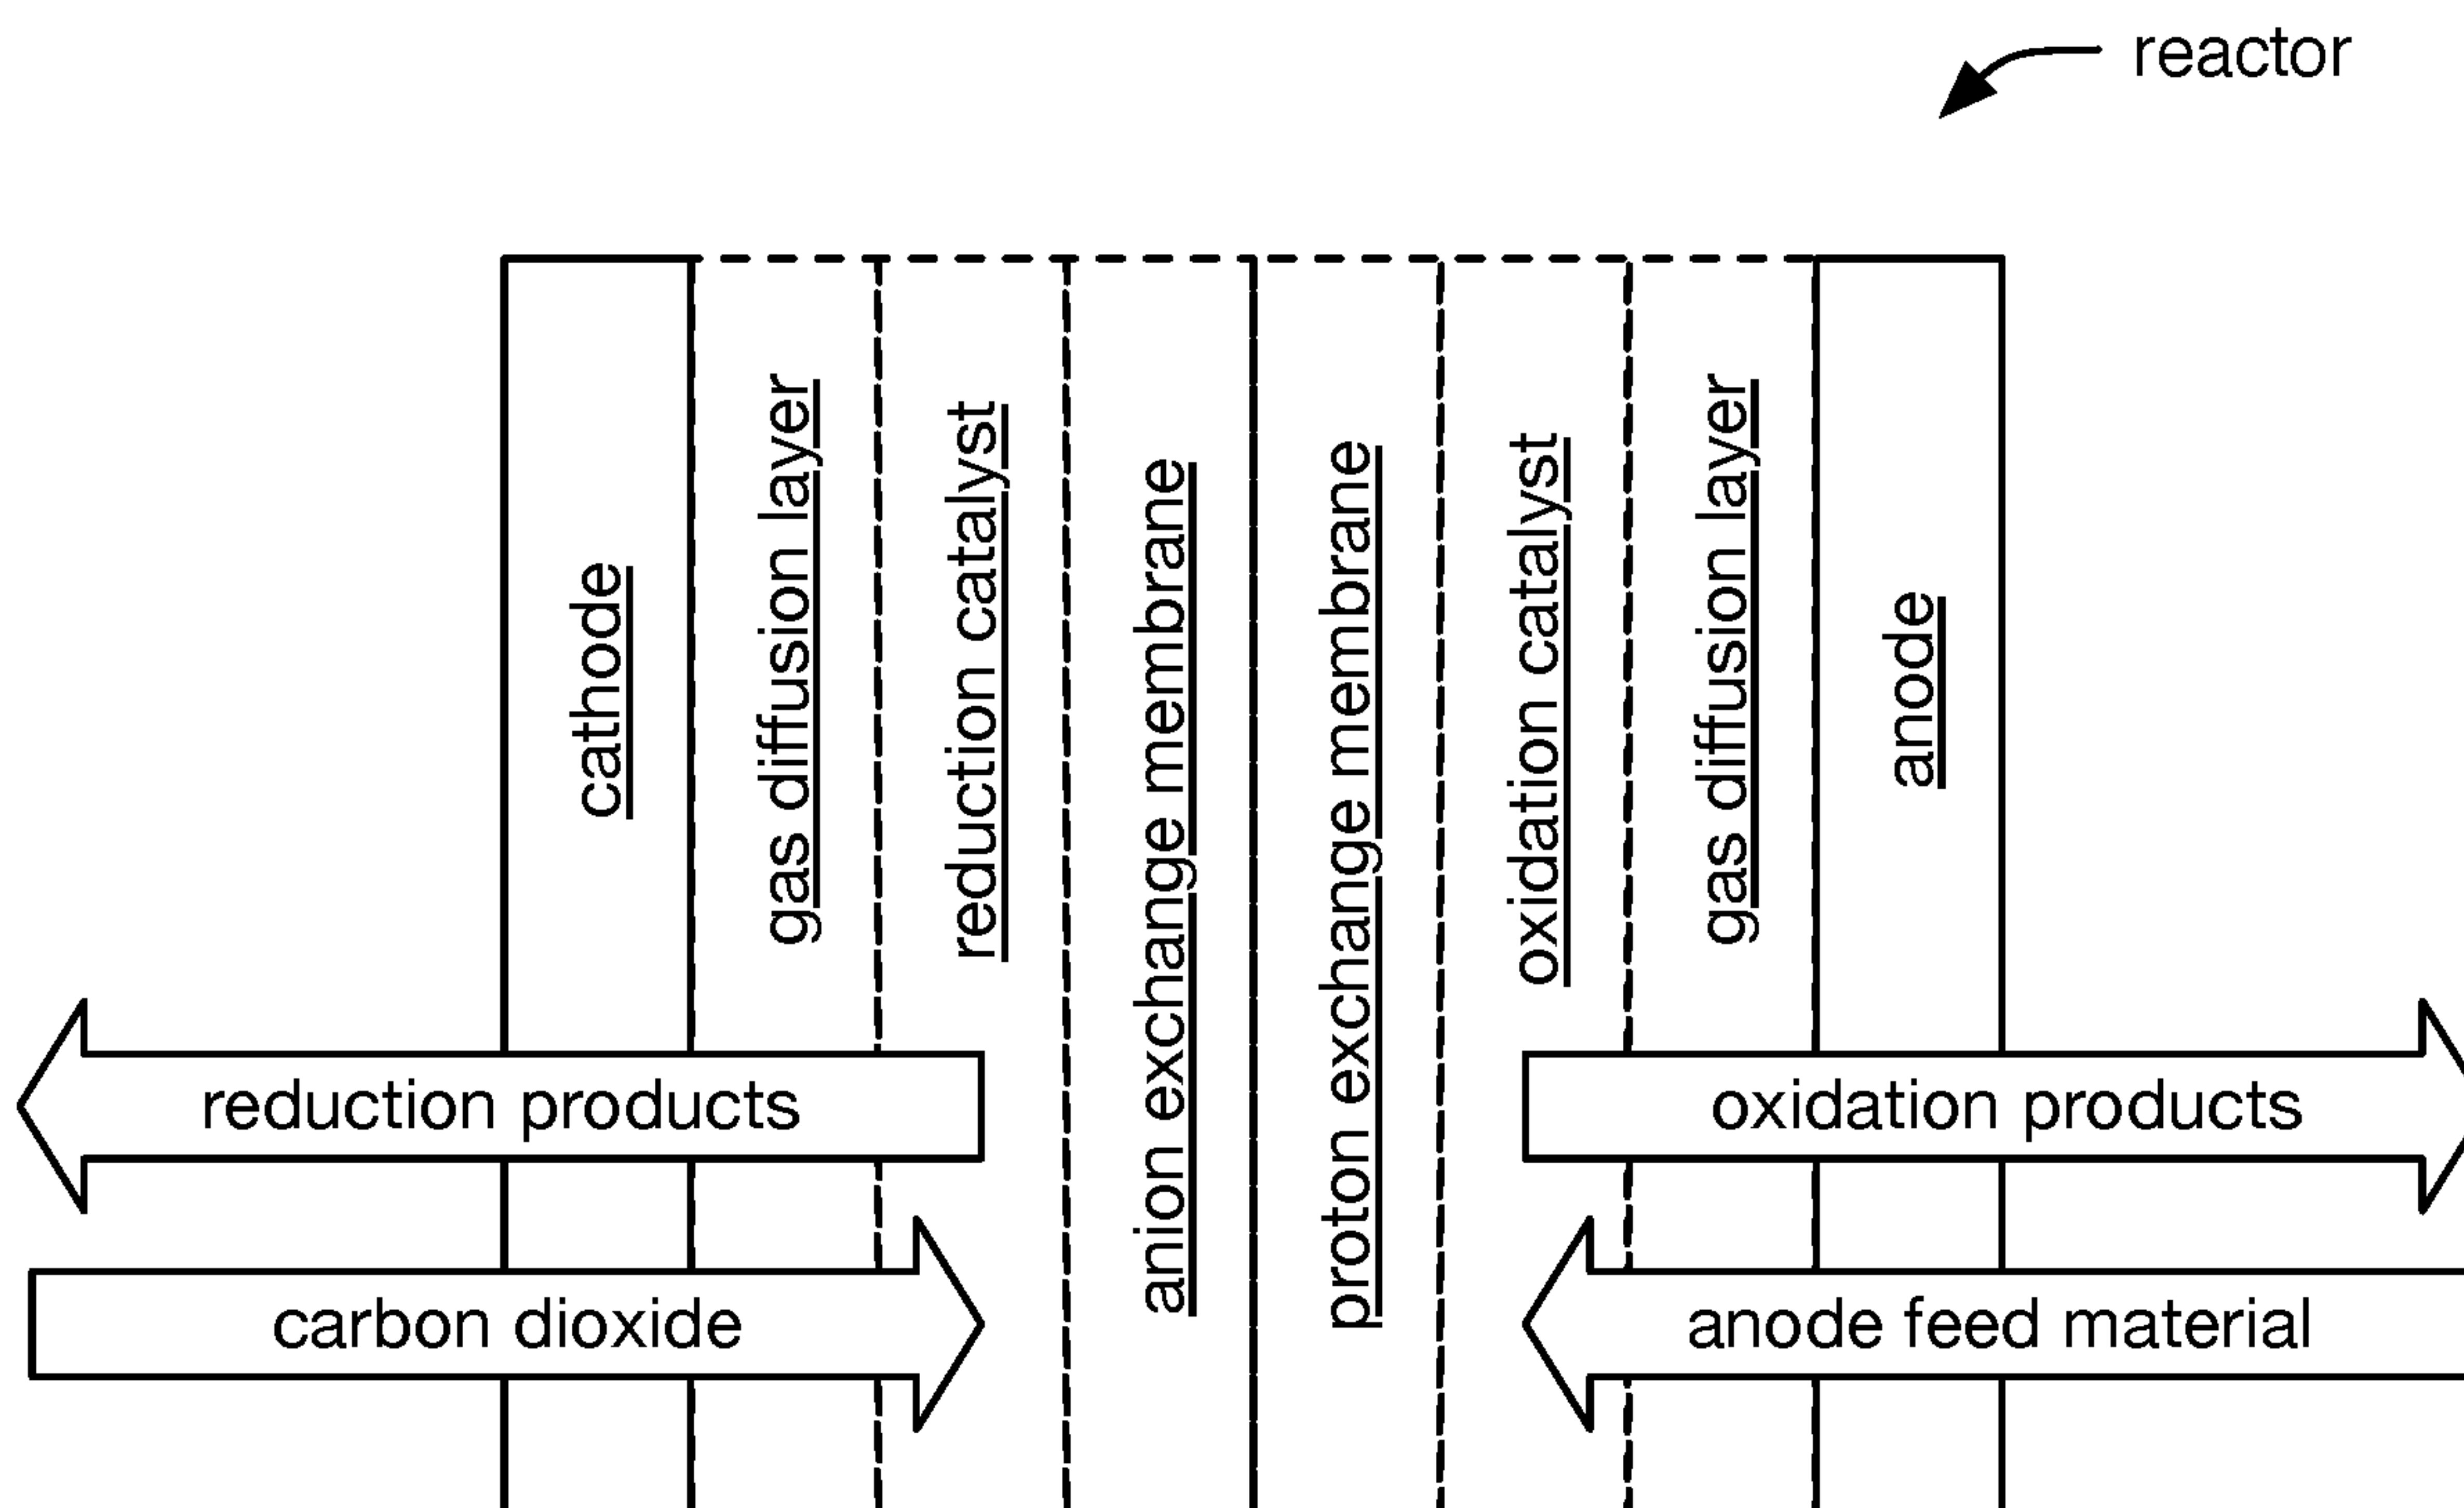 reactor
cathode
gas diffusion layer
reduction catalyst
anion exchange membrane
proton exchange membrane
oxidation catalyst
gas diffusion layer
anode
reduction products
oxidation products
carbon dioxide
anode feed material